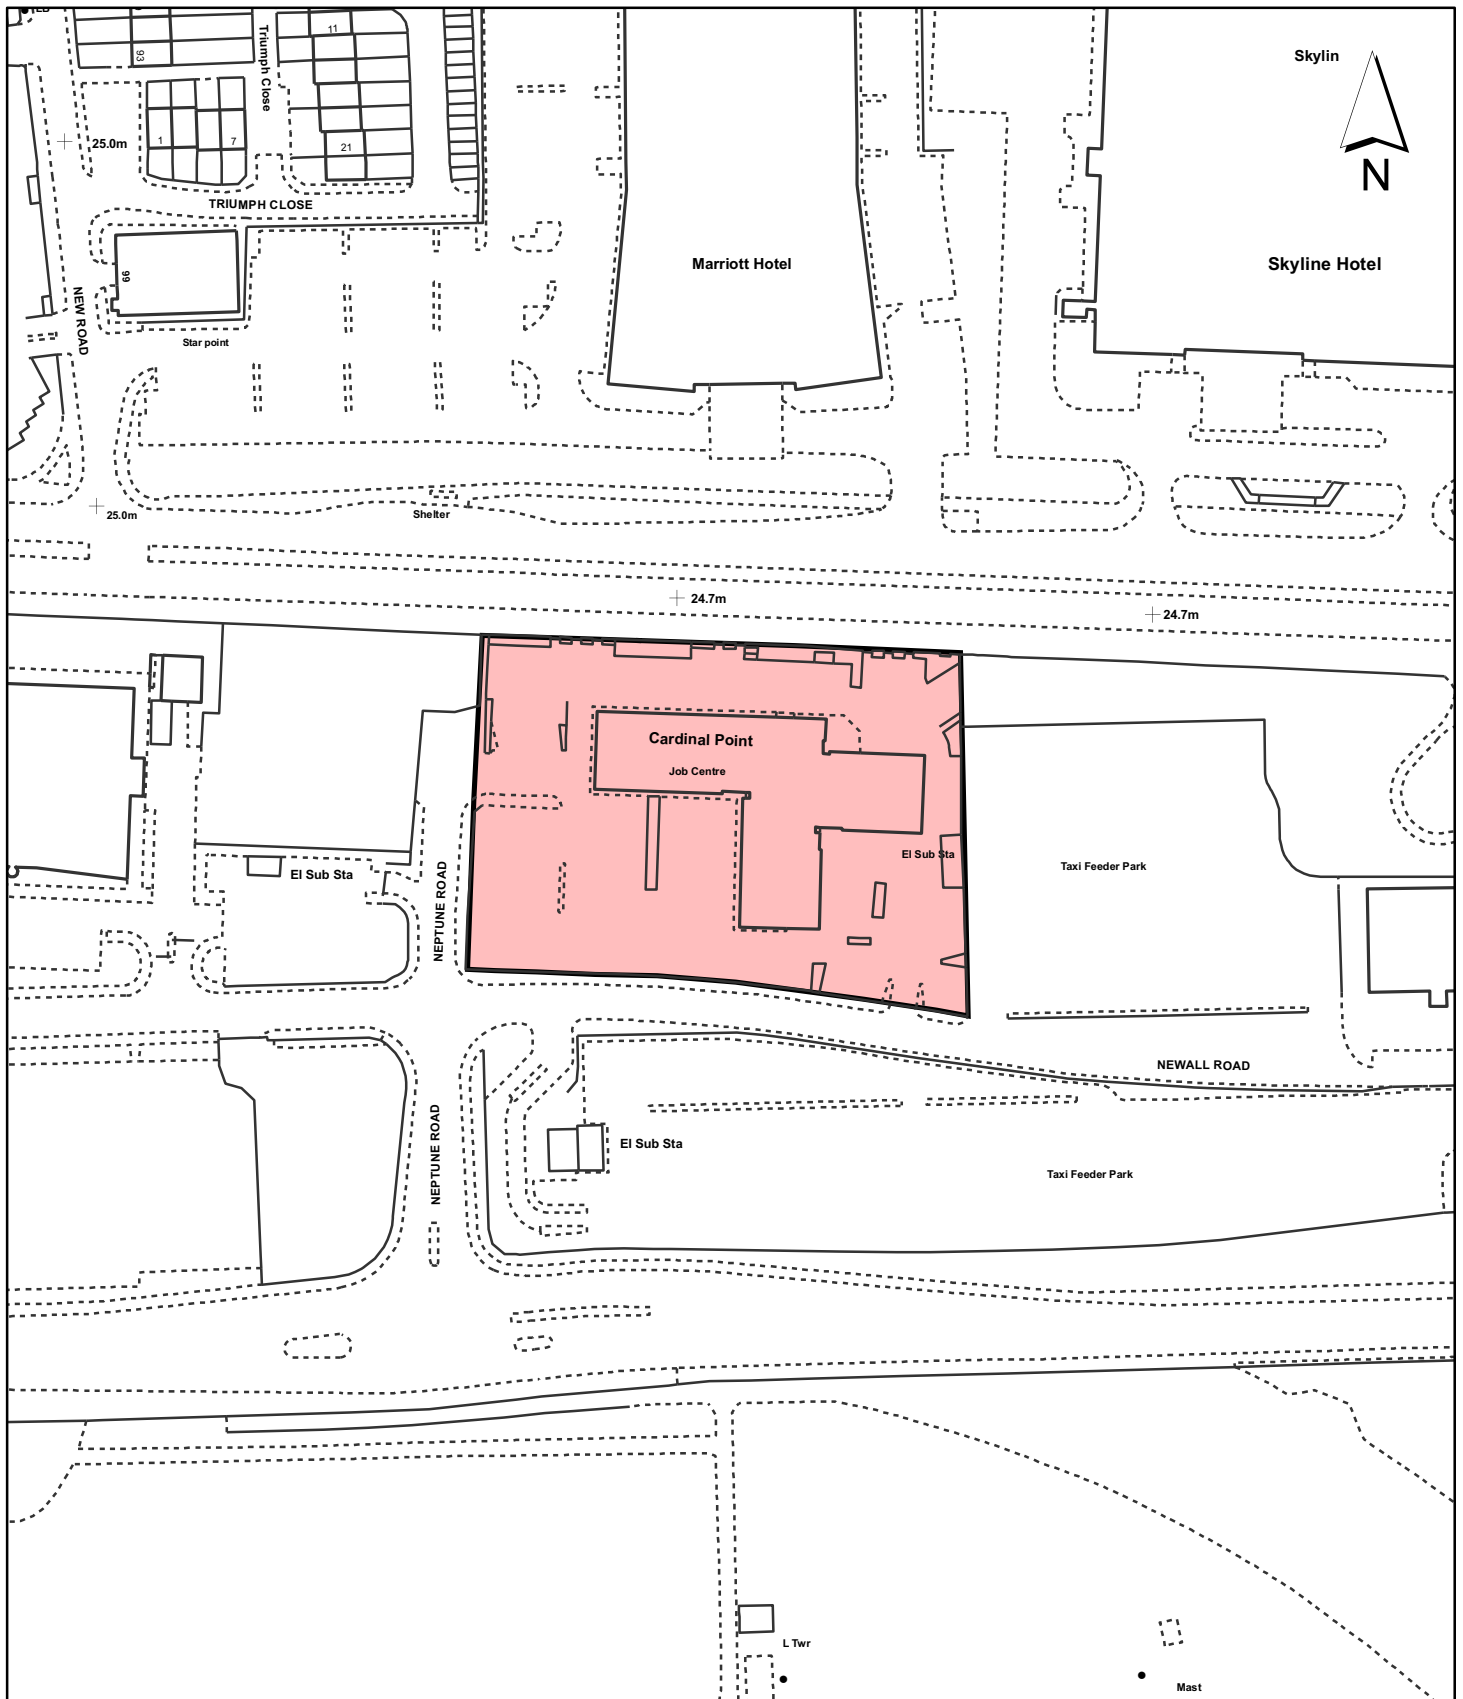 LB
Triumph Close
11
93
Skylin
25.0m
1
7
21
N
TRIUMPH CLOSE
99
Marriott Hotel
Skyline Hotel
NEW ROAD
Star point
25.0m
Shelter
24.7m
24.7m
Cardinal Point
Job Centre
El Sub Sta
Taxi Feeder Park
El Sub Sta
NEPTUNE ROAD
NEWALL ROAD
NEPTUNE ROAD
El Sub Sta
Taxi Feeder Park
L Twr
Mast